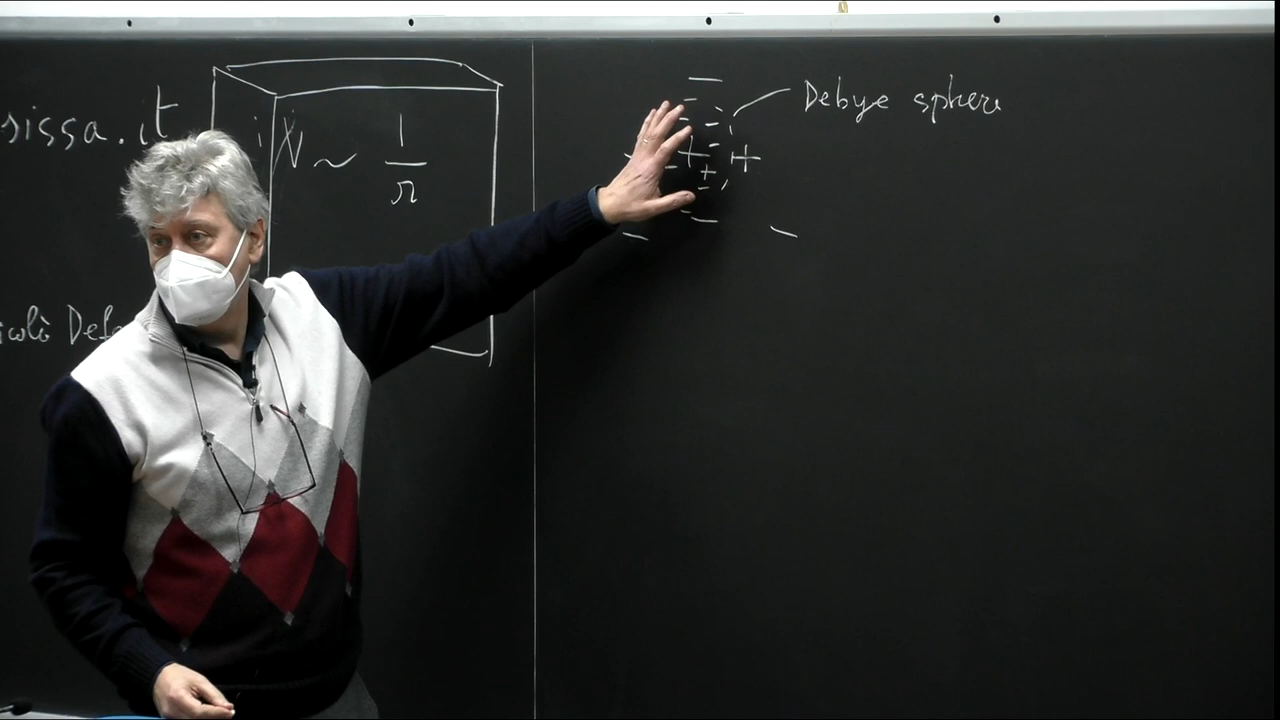 sissa.it
N ~ 1/r
Debye sphere
+ +
+